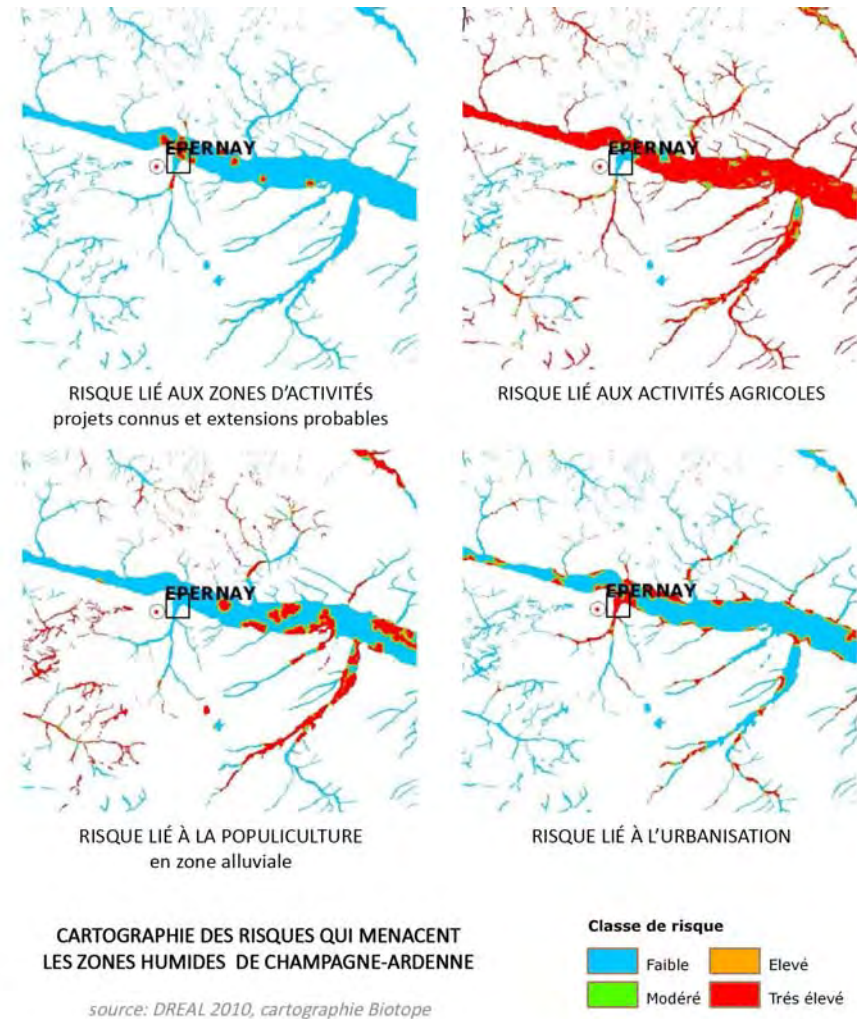 EPERNAY
EPERNAY
RISQUE LIÉ AUX ZONES D'ACTIVITÉS
projets connus et extensions probables
RISQUE LIÉ AUX ACTIVITÉS AGRICOLES
EPERNAY
EPERNAY
RISQUE LIÉ À LA POPULICULTURE
en zone alluviale
RISQUE LIÉ À L'URBANISATION
CARTOGRAPHIE DES RISQUES QUI MENACENT
LES ZONES HUMIDES DE CHAMPAGNE-ARDENNE
source: DREAL 2010, cartographie Biotope
Classe de risque
Faible
Elevé
Modéré
Trés élevé